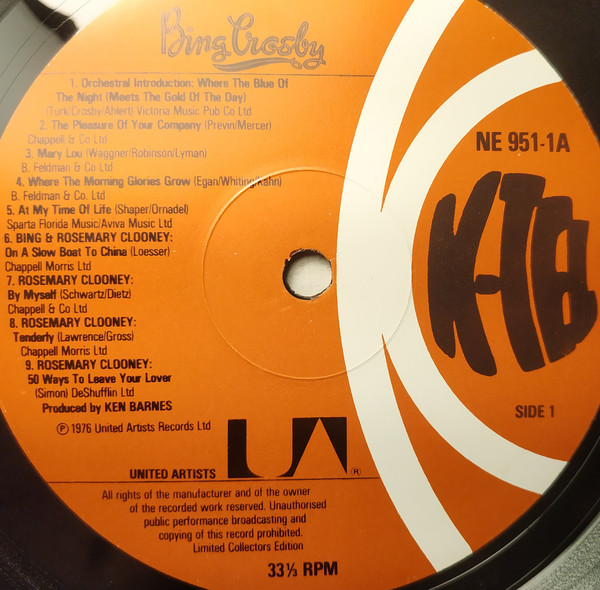 Bing Crosby
1. Orchestral Introduction: Where The Blue Of
The Night (Meets The Gold Of The Day)
(Turk/Crosby/Ahlert) Victoria Music Pub Co Ltd
2. The Pleasure Of Your Company (Previn/Mercer)
Chappell & Co Ltd
3. Mary Lou (Waggner/Robinson/Lyman)
B. Feldman & Co Ltd
4. Where The Morning Glories Grow (Egan/Whiting/Kahn)
B. Feldman & Co. Ltd
5. At My Time Of Life (Shaper/Ornadel)
Sparta Florida Music/Aviva Music Ltd
6. BING & ROSEMARY CLOONEY:
On A Slow Boat To China (Loesser)
Chappell Morris Ltd
7. ROSEMARY CLOONEY:
By Myself (Schwartz/Dietz)
Chappell & Co Ltd
8. ROSEMARY CLOONEY:
Tenderly (Lawrence/Gross)
Chappell Morris Ltd
9. ROSEMARY CLOONEY:
50 Ways To Leave Your Lover
(Simon) DeShufflin Ltd
Produced by KEN BARNES
℗ 1976 United Artists Records Ltd
UA ®
UNITED ARTISTS
All rights of the manufacturer and of the owner
of the recorded work reserved. Unauthorised
public performance broadcasting and
copying of this record prohibited.
Limited Collectors Edition
33⅓ RPM
NE 951-1A
K-TEL
SIDE 1